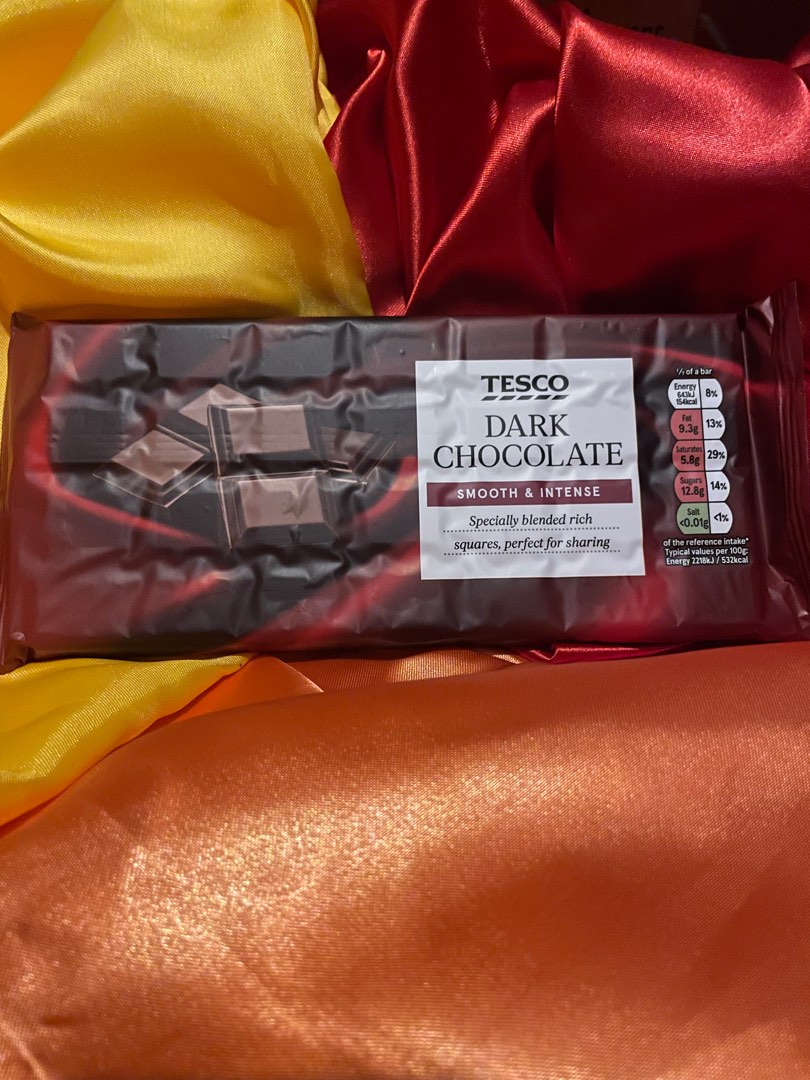 TESCO
DARK
CHOCOLATE
SMOOTH & INTENSE
Specially blended rich
squares, perfect for sharing
of a bar
Energy
643kJ
154kcal
8%
Fat
9.3g
13%
Saturates
5.8g
29%
Sugars
12.8g
14%
Salt
<0.01g
<1%
of the reference intake*
Typical values per 100g:
Energy 2218kJ / 532kcal